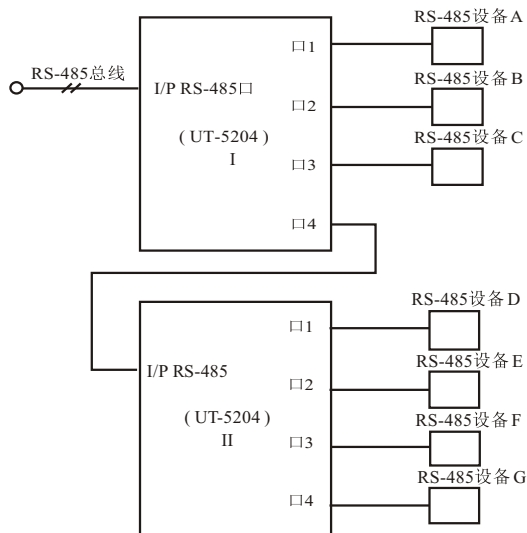 RS-485设备A
口1
RS-485总线
RS-485设备B
I/P RS-485口
口2
RS-485设备C
( UT-5204 )
口3
I
口4
RS-485设备D
口1
RS-485设备E
I/P RS-485
口2
RS-485设备F
( UT-5204 )
口3
II
RS-485设备G
口4